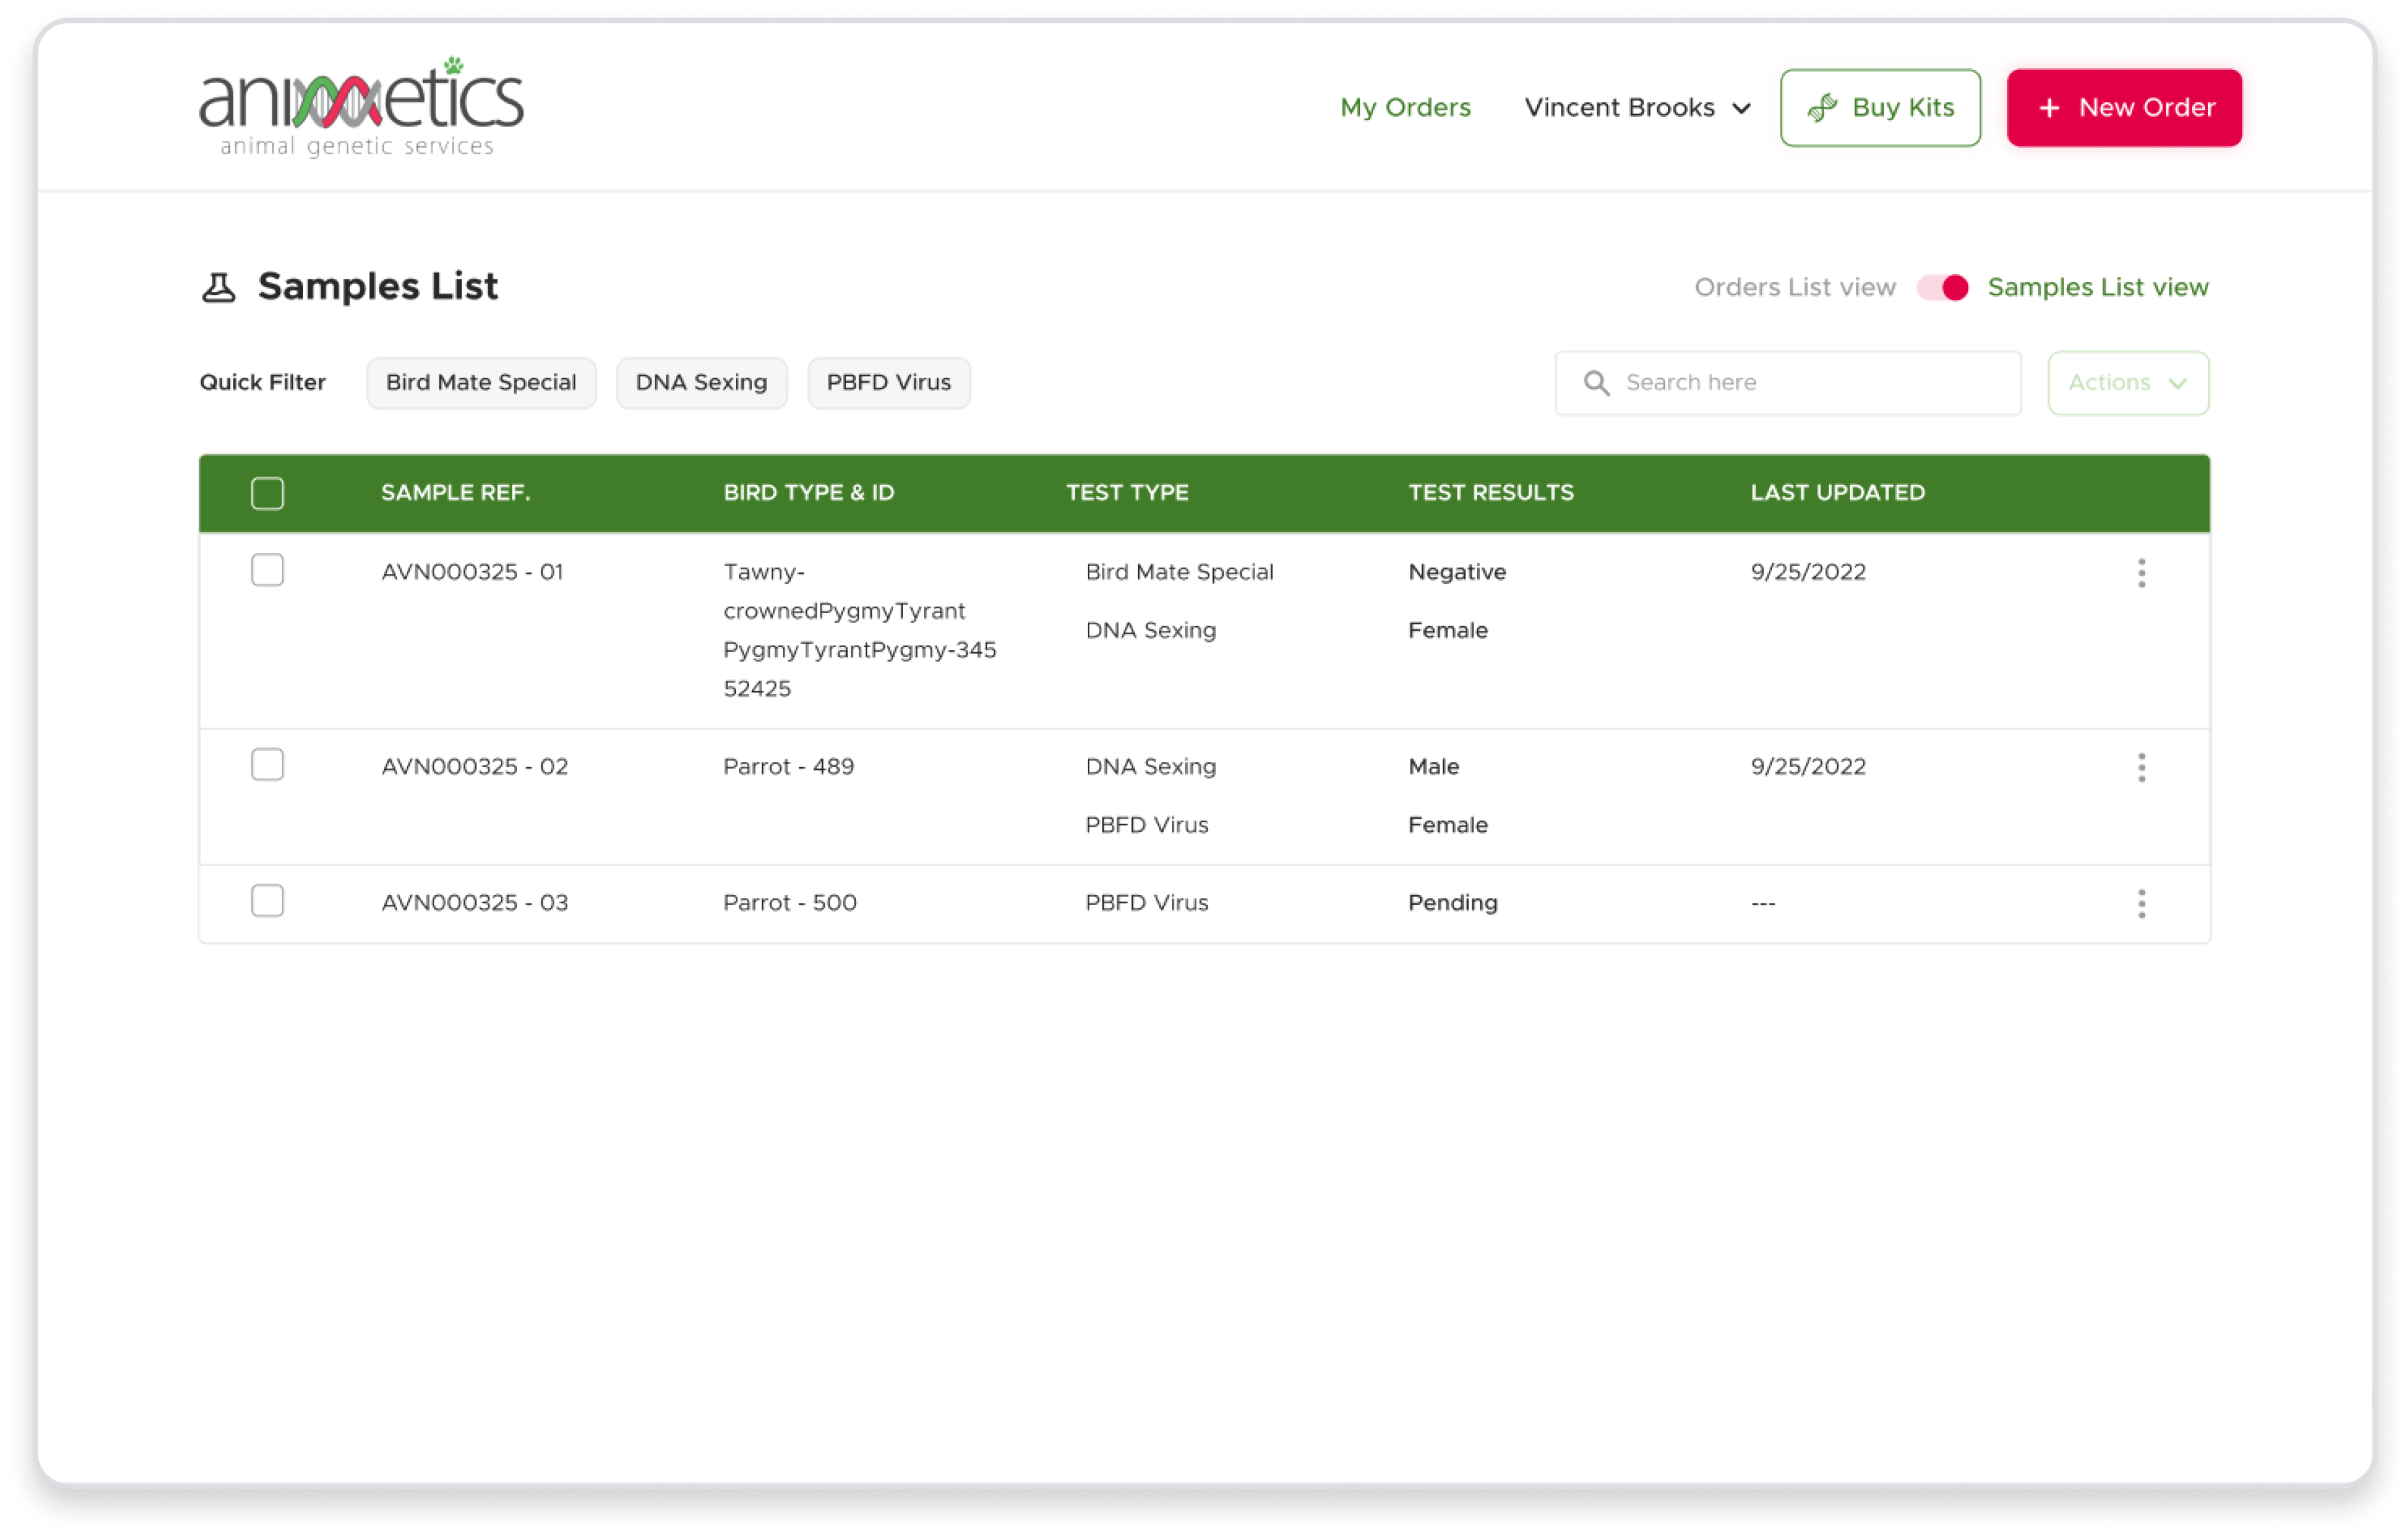 animetics
animal genetic services
My Orders Vincent Brooks Buy Kits + New Order
Samples List
Orders List view Samples List view
Quick Filter Bird Mate Special DNA Sexing PBFD Virus
Search here Actions
SAMPLE REF. BIRD TYPE & ID TEST TYPE TEST RESULTS LAST UPDATED
AVN000325 - 01 Tawny- Bird Mate Special Negative 9/25/2022
crownedPygmyTyrant
DNA Sexing Female
PygmyTyrantPygmy-345
52425
AVN000325 - 02 Parrot - 489 DNA Sexing Male 9/25/2022
PBFD Virus Female
AVN000325 - 03 Parrot - 500 PBFD Virus Pending ---